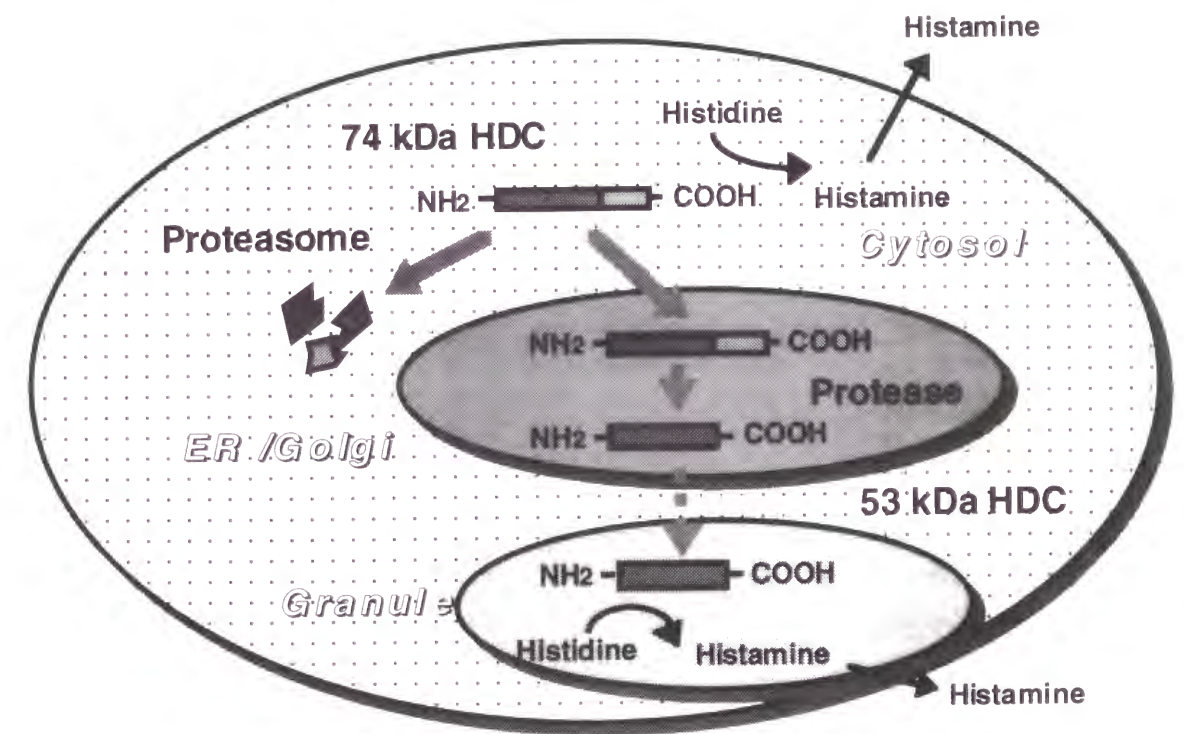 Histamine
Histidine
74 kDa HDC
NH2 COOH
Histamine
Proteasome
Cytosol
NH2 COOH
Protease
NH2 COOH
ER /Golgi
53 kDa HDC
NH2 COOH
Granule
Histidine Histamine
Histamine